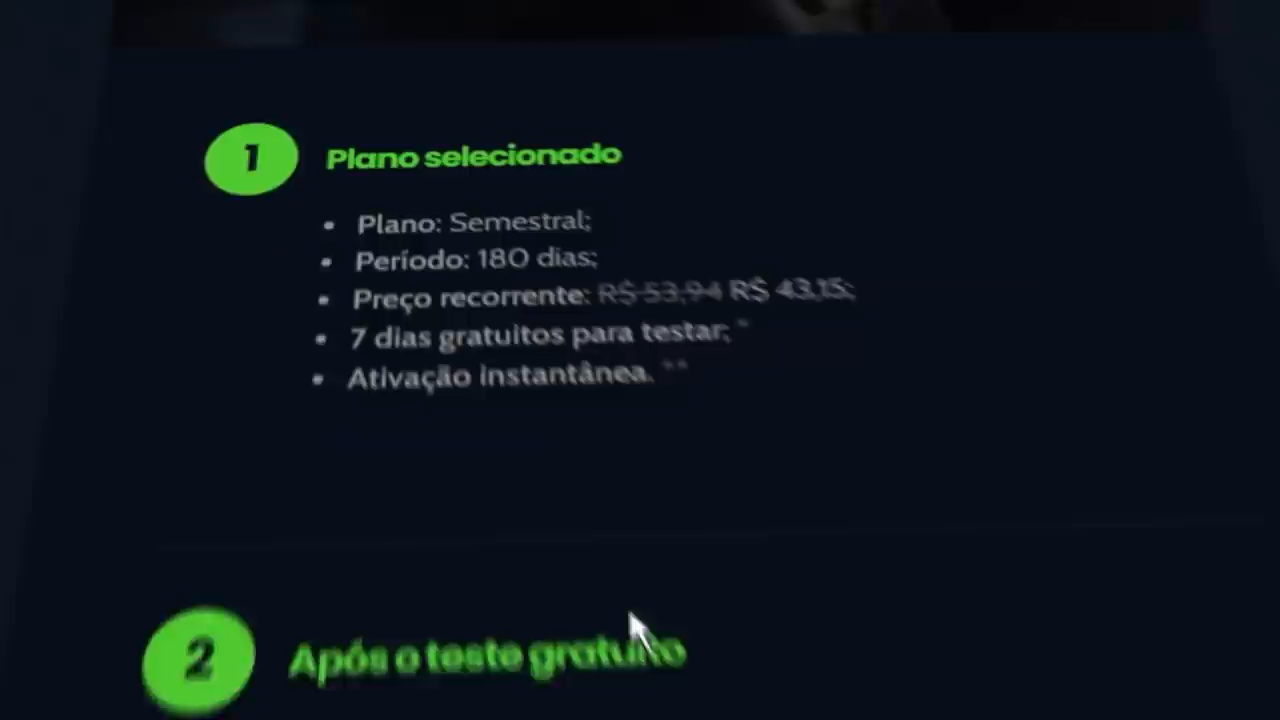 1
Plano selecionado
Plano: Semestral;
Período: 180 dias;
Preço recorrente: R$ 53,94 R$ 43,15;
7 dias gratuitos para testar; *
Ativação instantânea. **
2
Após o teste gratuito